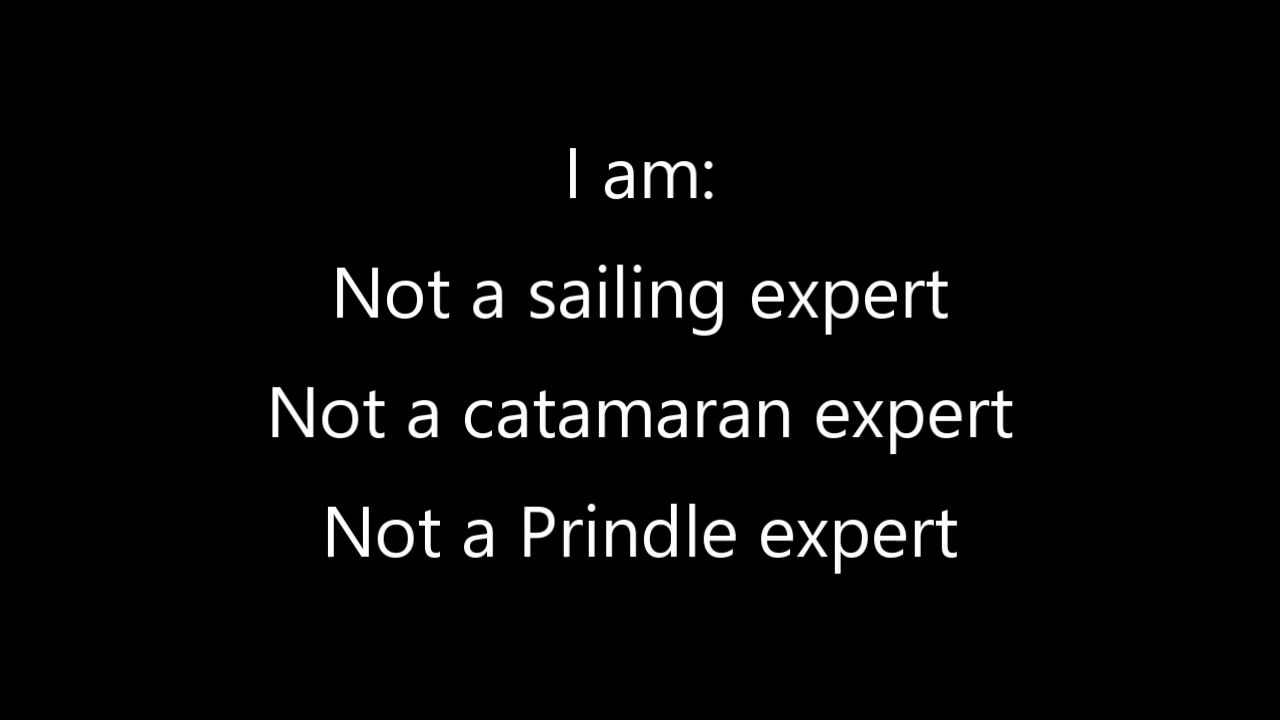 I am:
Not a sailing expert
Not a catamaran expert
Not a Prindle expert